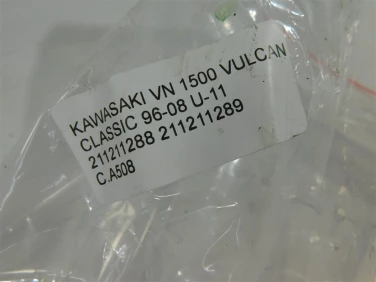 KAWASAKI VN 1500 VULCAN
CLASSIC 96-08 U-11
211211288 211211289
C.A508